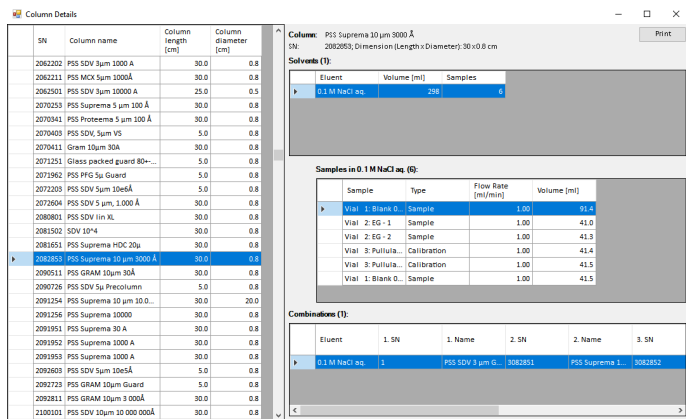 Column Details
SN Column name Column length [cm] Column diameter [cm]
2062202 PSS SDV 3µm 1000 A 30.0 0.8
2062211 PSS MCX 5µm 1000Å 30.0 0.8
2062501 PSS SDV 3µm 10000 A 25.0 0.5
2070253 PSS Suprema 5 µm 100 Å 30.0 0.8
2070341 PSS Proteema 5 µm 100 Å 30.0 0.8
2070403 PSS SDV, 5µm VS 5.0 0.8
2070411 Gram 10µm 30A 30.0 0.8
2071251 Glass packed guard 80+-... 5.0 0.8
2071962 PSS PFG 5µ Guard 5.0 0.8
2072203 PSS SDV 5µm 10e6Å 5.0 0.8
2072604 PSS SDV 5 µm, 1.000 Å 30.0 0.8
2080801 PSS SDV lin XL 30.0 0.8
2081502 SDV 10^4 30.0 0.8
2081651 PSS Suprema HDC 20µ 30.0 0.8
2082853 PSS Suprema 10 µm 3000 Å 30.0 0.8
2090511 PSS GRAM 10µm 30Å 30.0 0.8
2090726 PSS SDV 5µ Precolumn 5.0 0.8
2091254 PSS Suprema 10 µm 10.0... 30.0 20.0
2091256 PSS Suprema 10000 30.0 0.8
2091951 PSS Suprema 30 A 30.0 0.8
2091952 PSS Suprema 1000 A 30.0 0.8
2091953 PSS Suprema 1000 A 30.0 0.8
2092603 PSS SDV 5µm 10e5Å 5.0 0.8
2092723 PSS GRAM 10µm Guard 5.0 0.8
2092811 PSS GRAM 10µm 3 000Å 30.0 0.8
2100101 PSS SDV 10µm 10 000 000Å 30.0 0.8
Column: PSS Suprema 10 µm 3000 Å
Print
SN: 2082853; Dimension (Length x Diameter): 30 x 0.8 cm
Solvents (1):
Eluent Volume [ml] Samples
0.1 M NaCl aq. 298 6
Samples in 0.1 M NaCl aq. (6):
Sample Type Flow Rate [ml/min] Volume [ml]
Vial 1: Blank 0... Sample 1.00 91.4
Vial 2: EG - 1 Sample 1.00 41.0
Vial 2: EG - 2 Sample 1.00 41.3
Vial 3: Pullula... Calibration 1.00 41.4
Vial 3: Pullula... Calibration 1.00 41.5
Vial 1: Blank 0... Sample 1.00 41.5
Combinations (1):
Eluent 1. SN 1. Name 2. SN 2. Name 3. SN
0.1 M NaCl aq. 1 PSS SDV 3 µm G... 3082851 PSS Suprema 1... 3082852